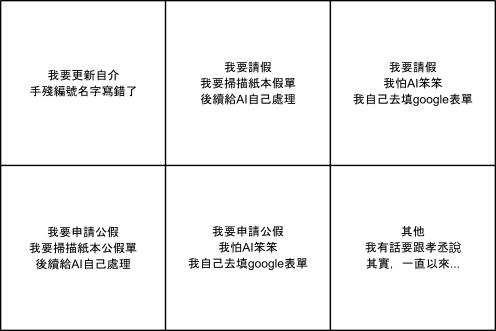 我要更新自介
手殘編號名字寫錯了
我要請假
我要掃描紙本假單
後續給AI自己處理
我要請假
我怕AI笨笨
我自己去填google表單
我要申請公假
我要掃描紙本公假單
後續給AI自己處理
我要申請公假
我怕AI笨笨
我自己去填google表單
其他
我有話要跟孝丞說
其實，一直以來...